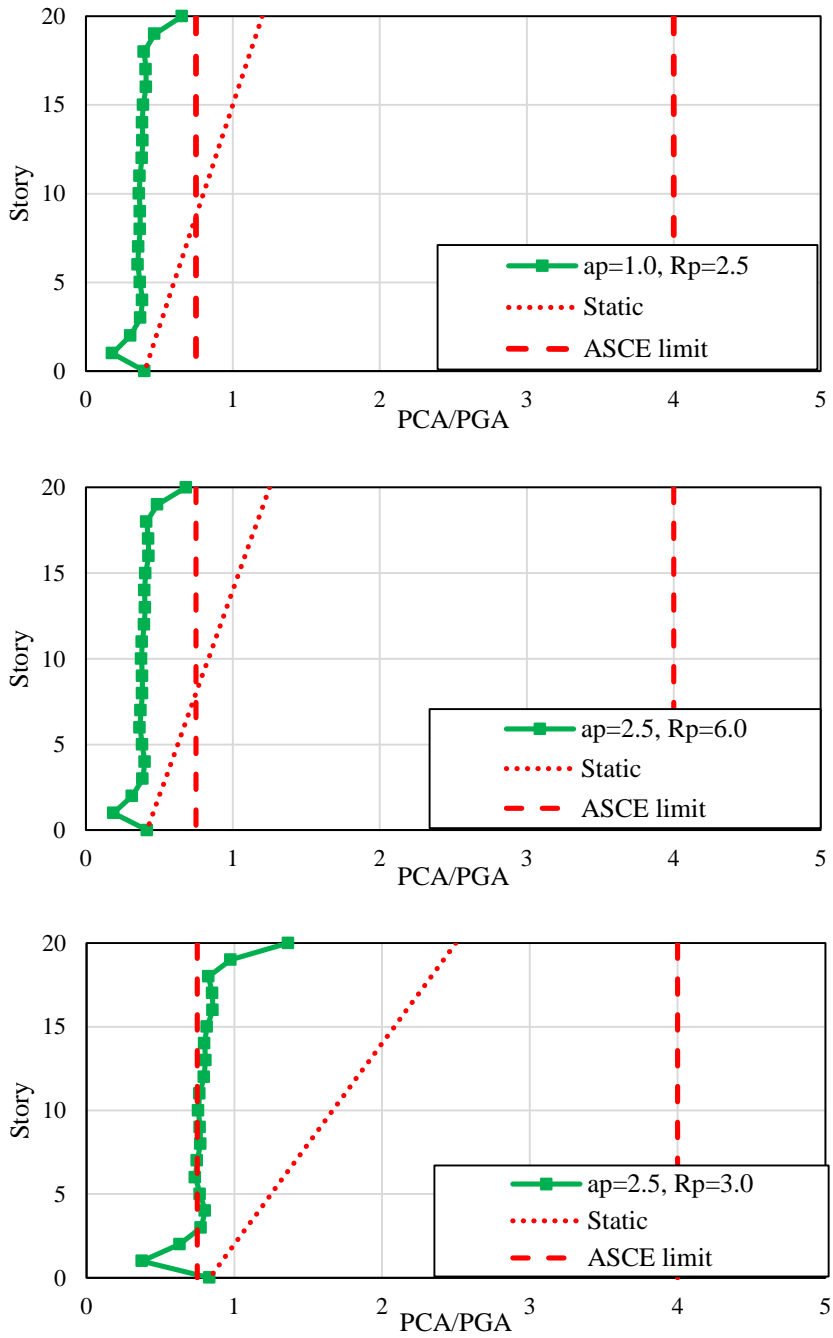 20
15
Story
10
5
0
ap=1.0, Rp=2.5
Static
ASCE limit
0 1 2 3 4 5
PCA/PGA
20
15
Story
10
5
0
ap=2.5, Rp=6.0
Static
ASCE limit
0 1 2 3 4 5
PCA/PGA
20
15
Story
10
5
0
ap=2.5, Rp=3.0
Static
ASCE limit
0 1 2 3 4 5
PCA/PGA